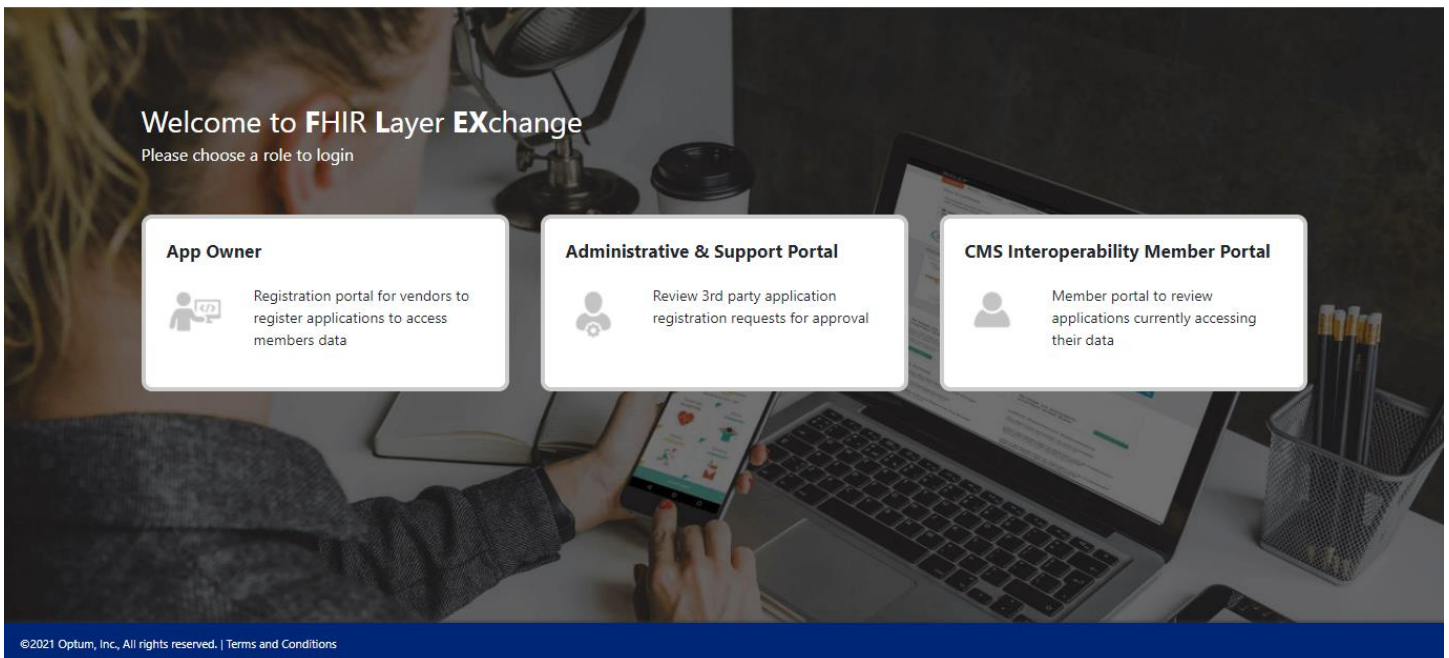 Welcome to FHIR Layer EXchange
Please choose a role to login
App Owner
Registration portal for vendors to
register applications to access
members data
Administrative & Support Portal
Review 3rd party application
registration requests for approval
CMS Interoperability Member Portal
Member portal to review
applications currently accessing
their data
©2021 Optum, Inc., All rights reserved. | Terms and Conditions